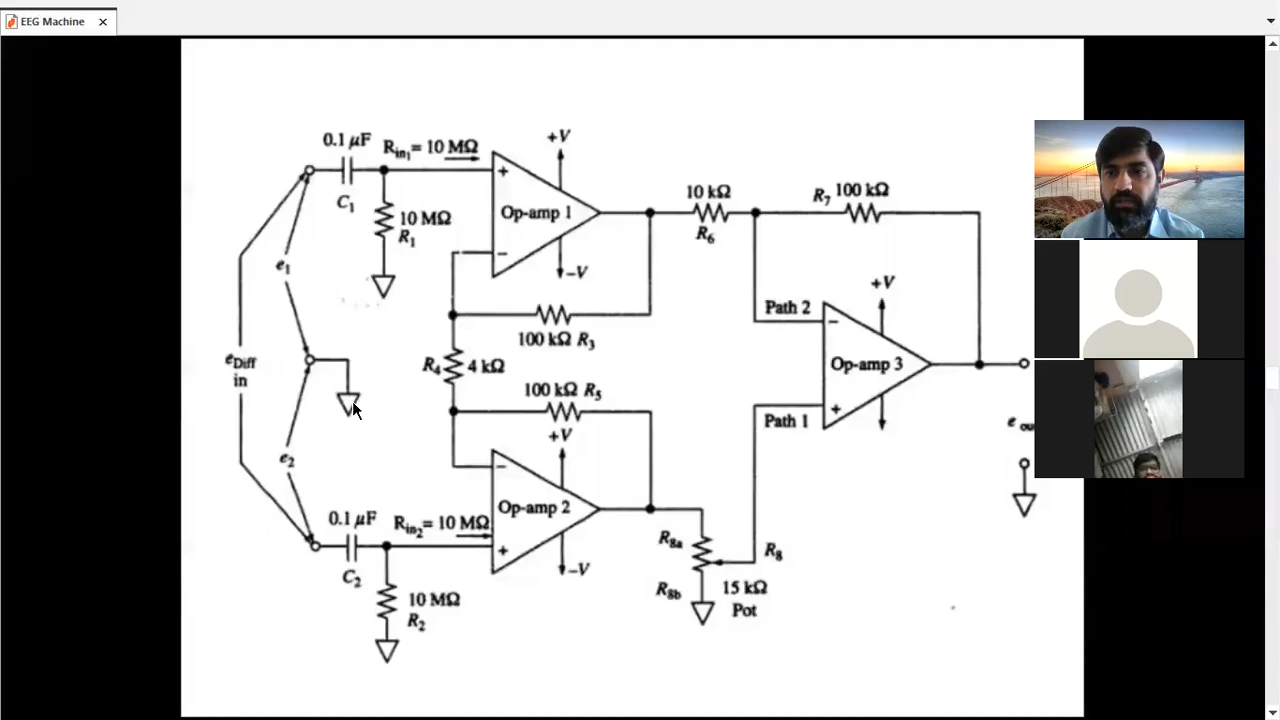 EEG Machine
0.1 µF
C₁
Rin₁ = 10 MΩ
10 MΩ
R₁
+V
+
Op-amp 1
−
−V
10 kΩ
R₆
R₇ 100 kΩ
e₁
100 kΩ R₃
Path 2
+V
−
Op-amp 3
+
eDiff
in
R₄ 4 kΩ
100 kΩ R₅
+V
Path 1
e
e₂
−
Op-amp 2
+
−V
0.1 µF
C₂
Rin₂ = 10 MΩ
10 MΩ
R₂
R₈ₐ
R₈
R₈b
15 kΩ
Pot